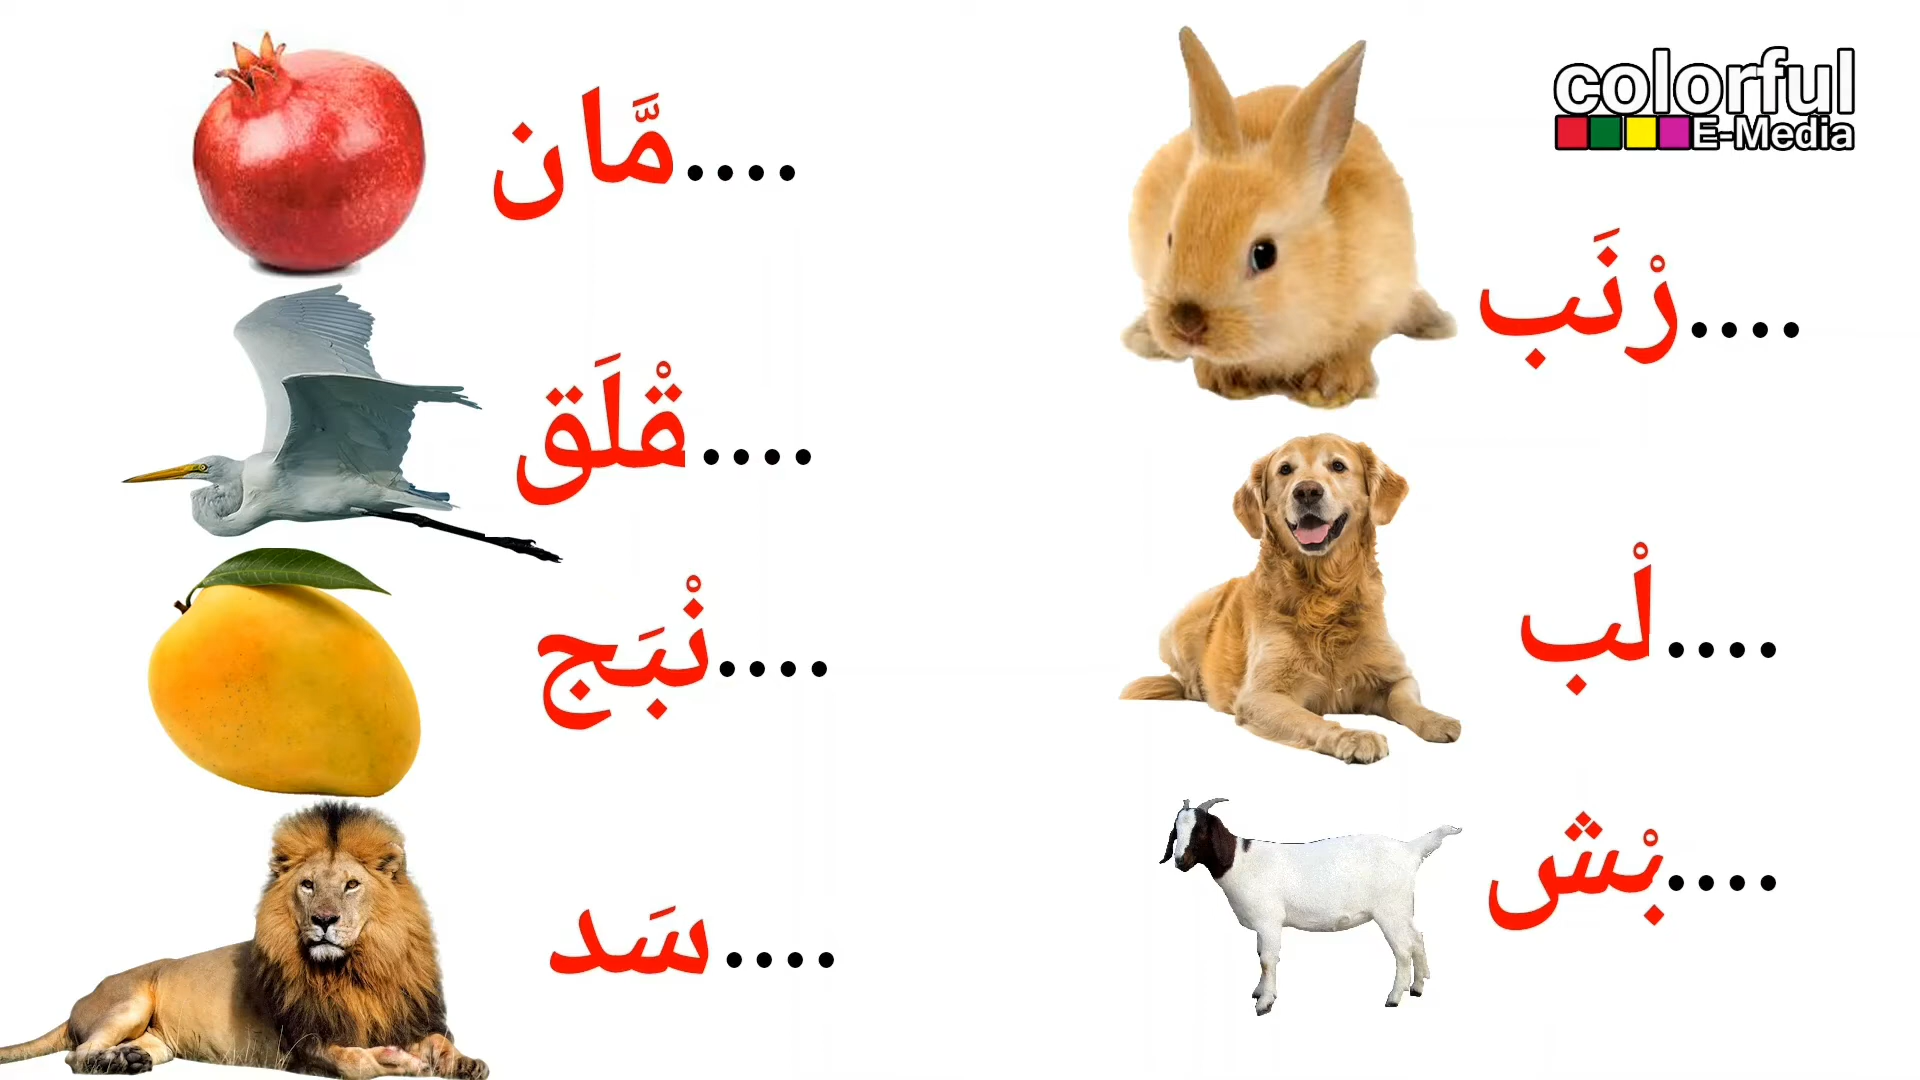 colorful
E-Media
....رْنَب
....لْب
....بْش
....مَّان
....قْلَق
....نْبَج
....سَد